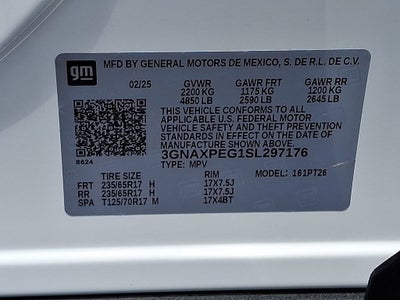 gm MFD BY GENERAL MOTORS DE MEXICO, S. DE R.L. DE C.V.
02/25 GVWR GAWR FRT GAWR RR
2200 KG 1175 KG 1200 KG
4850 LB 2590 LB 2645 LB
THIS VEHICLE CONFORMS TO ALL
APPLICABLE U.S. FEDERAL MOTOR
VEHICLE SAFETY AND THEFT PREVENTION
STANDARDS IN EFFECT ON THE DATE OF
MANUFACTURE SHOWN ABOVE.
8624 3GNAXPEG1SL297176
TYPE: MPV MODEL: 161PT26
TIRE SIZE RIM
FRT 235/65R17 H 17X7.5J
RR 235/65R17 H 17X7.5J
SPA T125/70R17 M 17X4BT